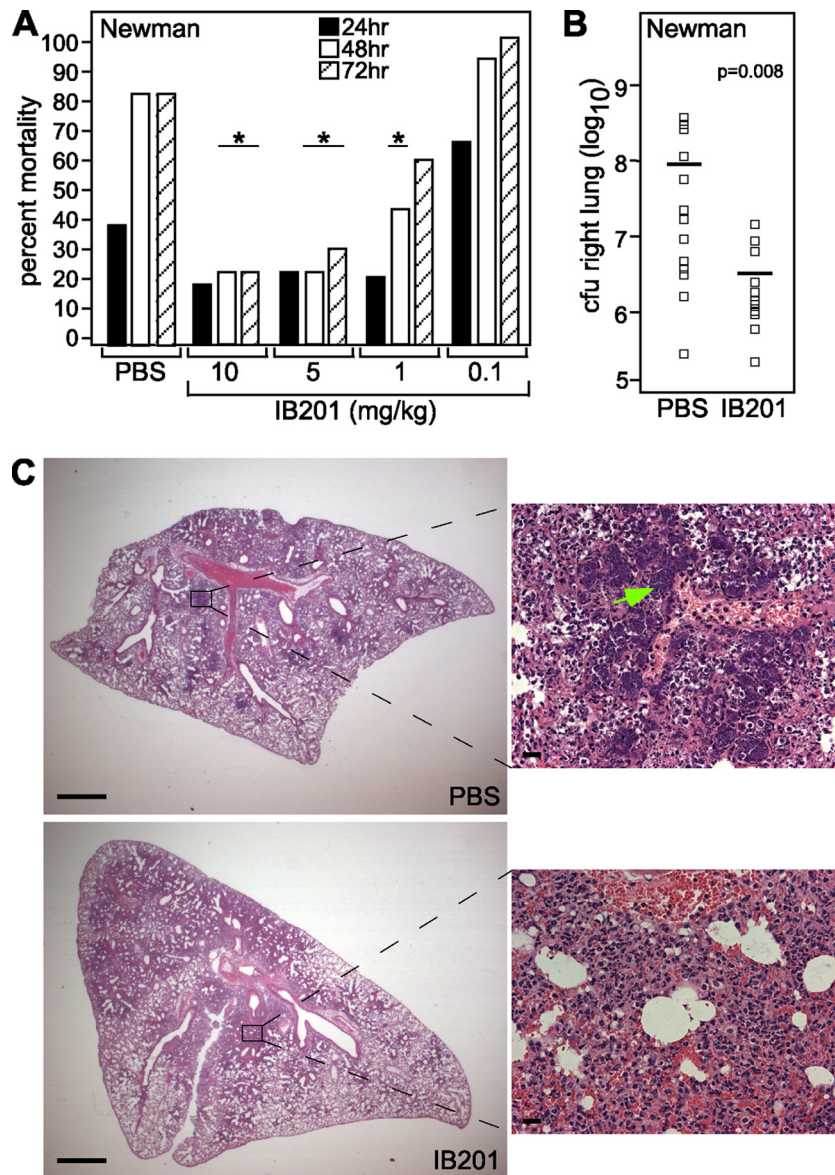 A
Newman
24hr
48hr
72hr
percent mortality
100
90
80
70
60
50
40
30
20
10
0
*
*
*
PBS
10
5
1
0.1
IB201 (mg/kg)
B
Newman
p=0.008
cfu right lung (log10)
9
8
7
6
5
PBS
IB201
C
PBS
IB201